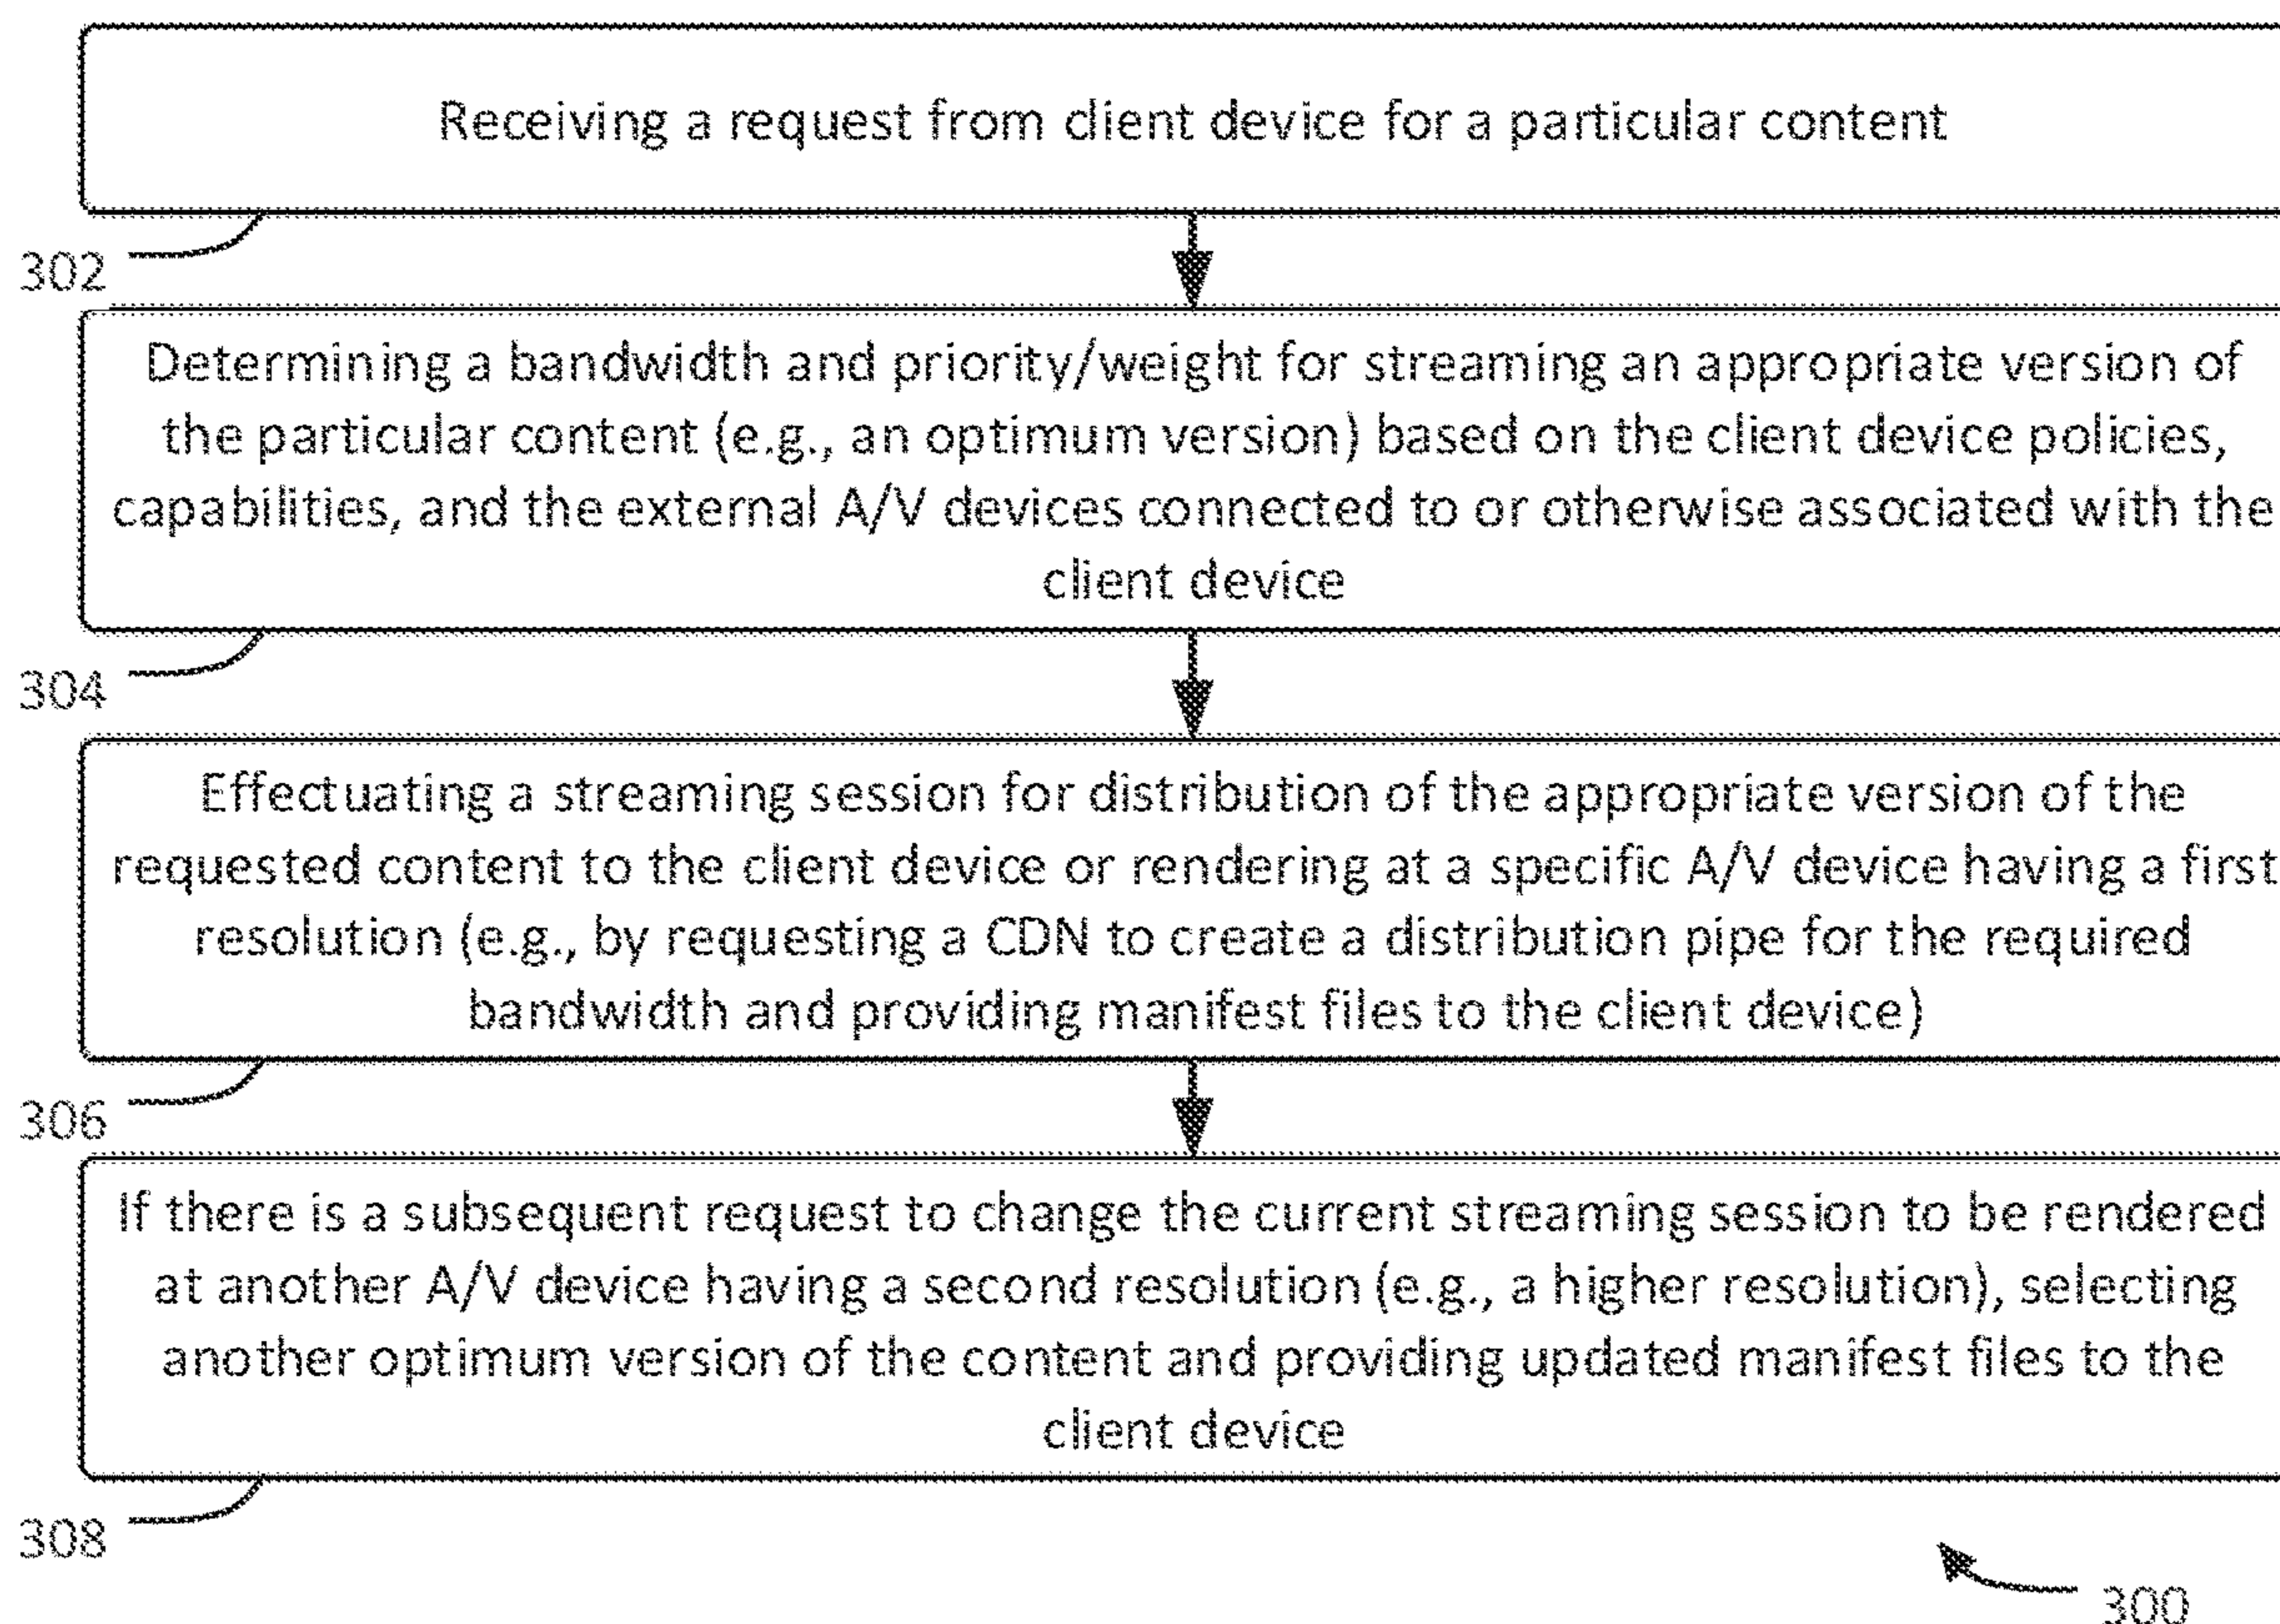 Receiving a request from client device for a particular content
302
Determining a bandwidth and priority/weight for streaming an appropriate version of
the particular content (e.g., an optimum version) based on the client device policies,
capabilities, and the external A/V devices connected to or otherwise associated with the
client device
304
Effectuating a streaming session for distribution of the appropriate version of the
requested content to the client device or rendering at a specific A/V device having a first
resolution (e.g., by requesting a CDN to create a distribution pipe for the required
bandwidth and providing manifest files to the client device)
306
If there is a subsequent request to change the current streaming session to be rendered
at another A/V device having a second resolution (e.g., a higher resolution), selecting
another optimum version of the content and providing updated manifest files to the
client device
308
300